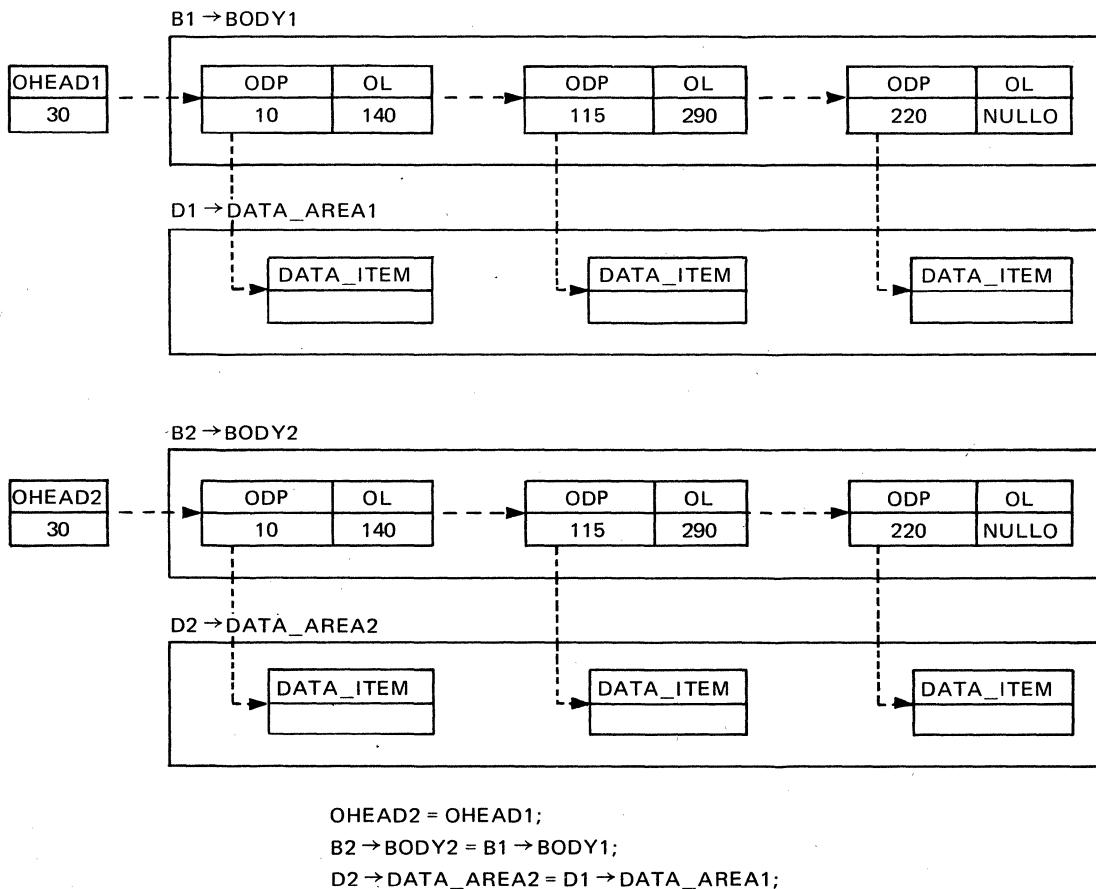 B1 → BODY1
OHEAD1 ODP OL ODP OL ODP OL
30 10 140 115 290 220 NULLO
D1 → DATA_AREA1
DATA_ITEM DATA_ITEM DATA_ITEM
B2 → BODY2
OHEAD2 ODP OL ODP OL ODP OL
30 10 140 115 290 220 NULLO
D2 → DATA_AREA2
DATA_ITEM DATA_ITEM DATA_ITEM
OHEAD2 = OHEAD1;
B2 → BODY2 = B1 → BODY1;
D2 → DATA_AREA2 = D1 → DATA_AREA1;